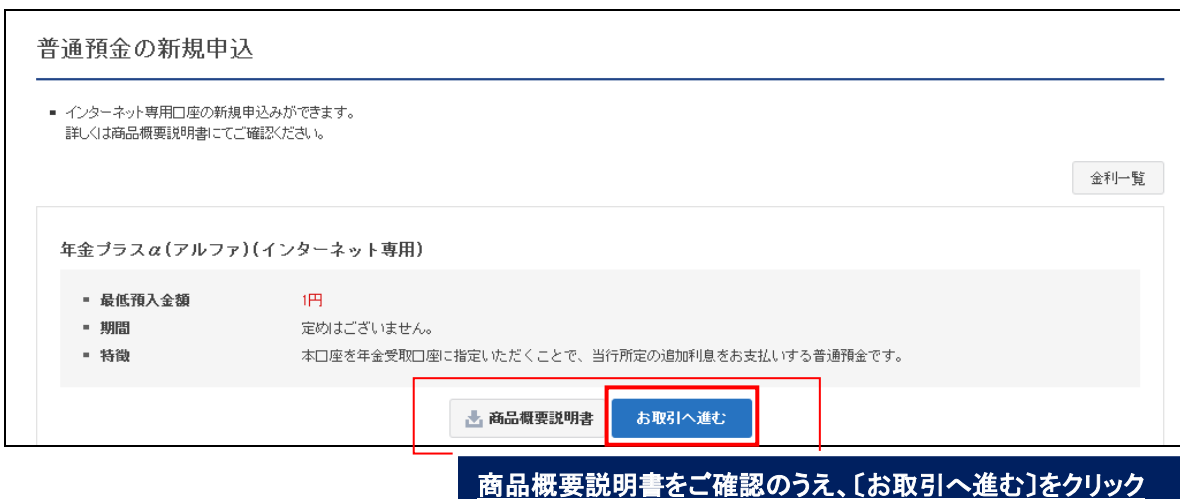 普通預金の新規申込
▪ インターネット専用口座の新規申込みができます。
詳しくは商品概要説明書にてご確認ください。
金利一覧
年金プラスα(アルファ)(インターネット専用)
▪ 最低預入金額 1円
▪ 期間 定めはございません。
▪ 特徴 本口座を年金受取口座に指定いただくことで、当行所定の追加利息をお支払いする普通預金です。
商品概要説明書 お取引へ進む
商品概要説明書をご確認のうえ、〔お取引へ進む〕をクリック